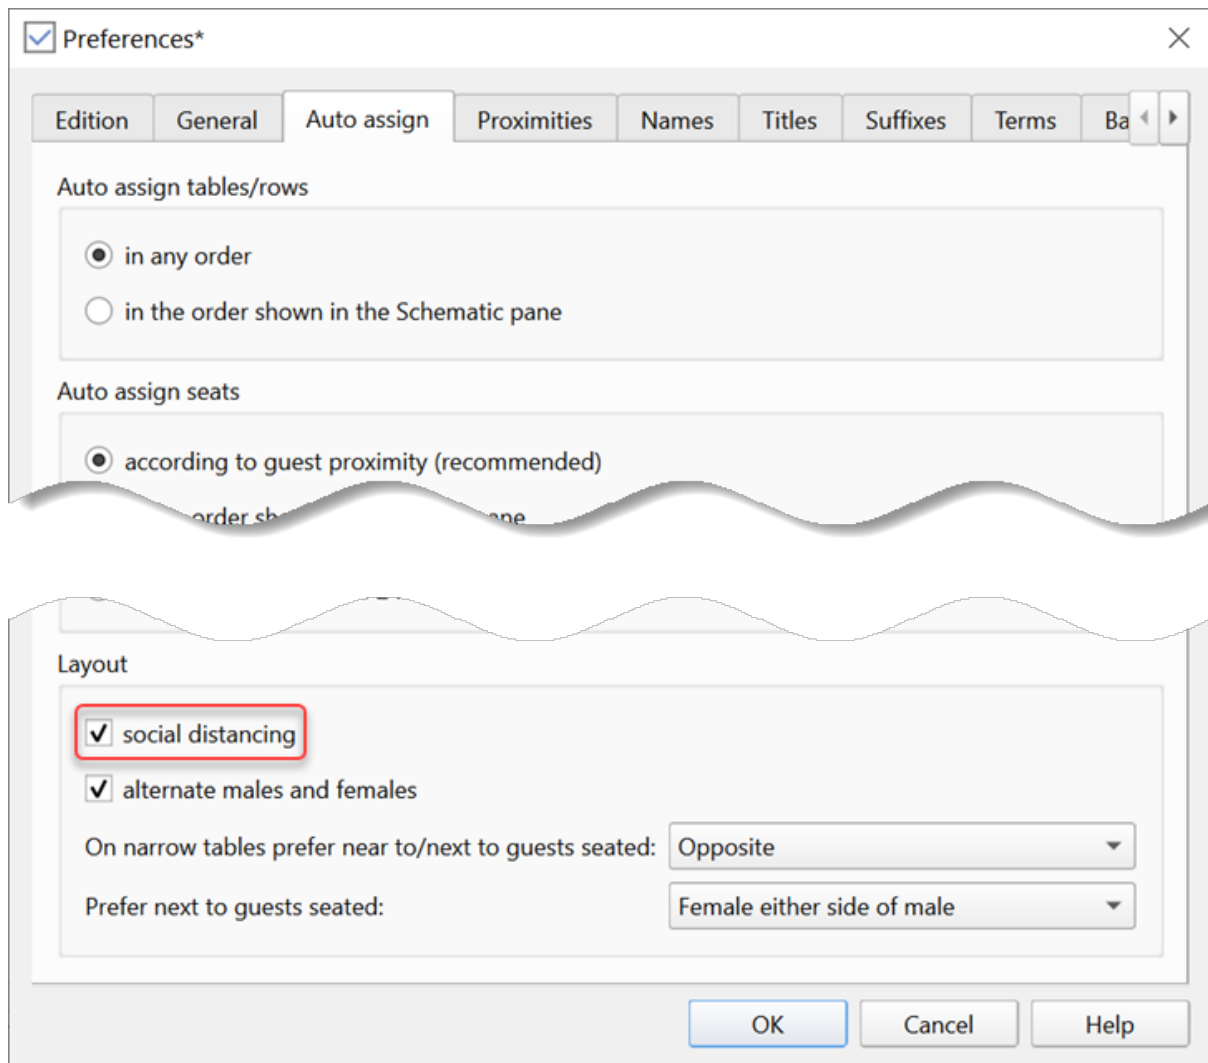 Preferences*
Edition General Auto assign Proximities Names Titles Suffixes Terms Ba
Auto assign tables/rows
in any order
in the order shown in the Schematic pane
Auto assign seats
according to guest proximity (recommended)
order
Layout
social distancing
alternate males and females
On narrow tables prefer near to/next to guests seated: Opposite
Prefer next to guests seated: Female either side of male
OK Cancel Help